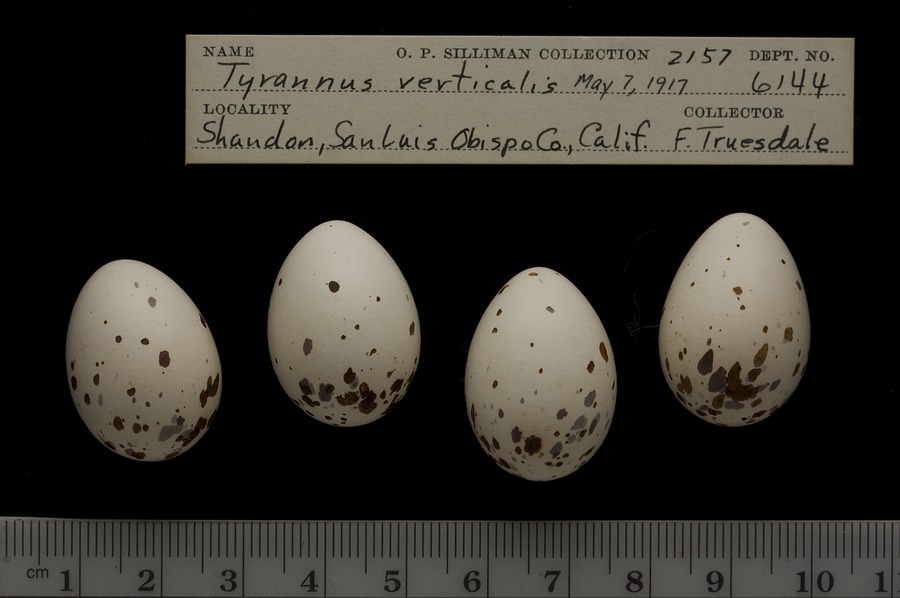 NAME O. P. SILLIMAN COLLECTION 2157 DEPT. NO.
Tyrannus verticalis May 7, 1917 6144
LOCALITY COLLECTOR
Shandon, San Luis Obispo Co., Calif. F. Truesdale
cm 1 2 3 4 5 6 7 8 9 10 1